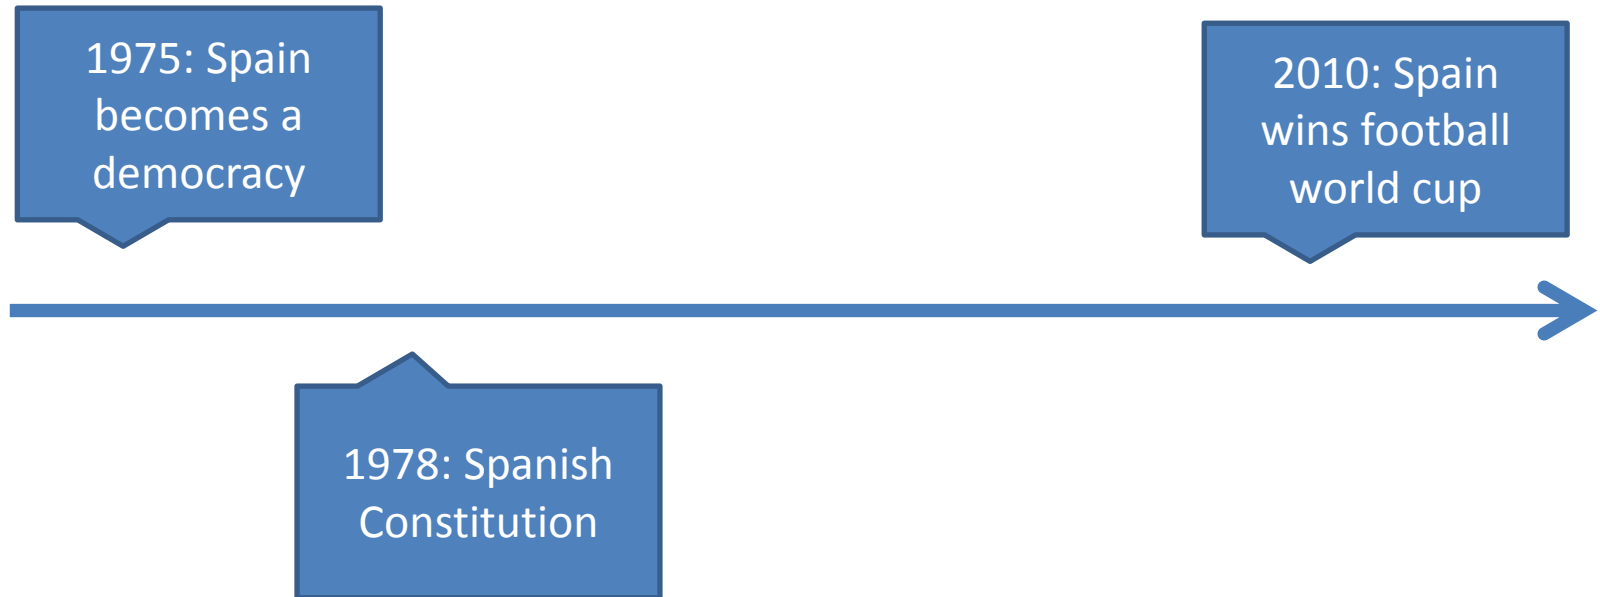 1975: Spain
becomes a
democracy
2010: Spain
wins football
world cup
1978: Spanish
Constitution